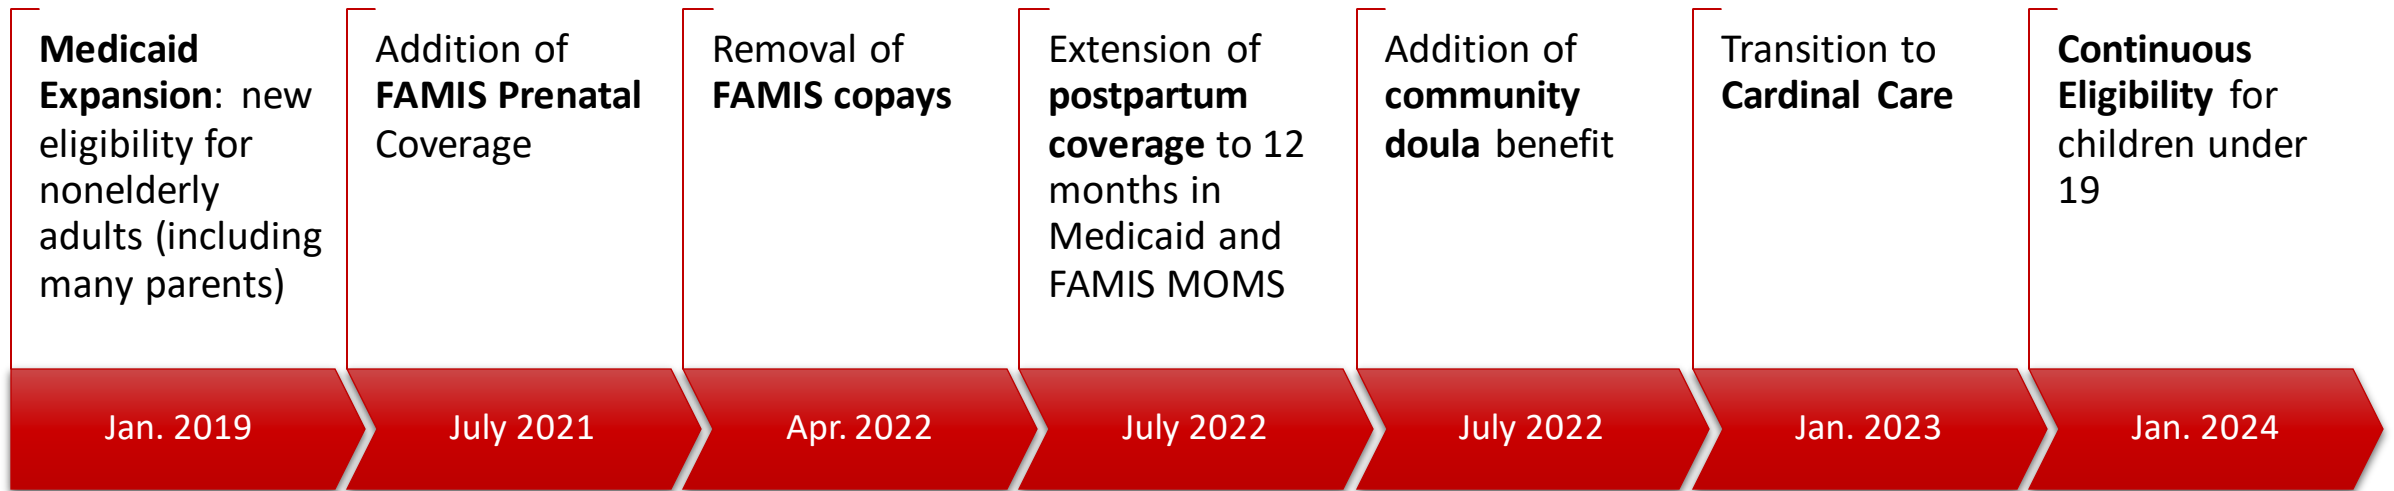 Medicaid
Expansion: new
eligibility for
nonelderly
adults (including
many parents)
Addition of
FAMIS Prenatal
Coverage
Removal of
FAMIS copays
Extension of
postpartum
coverage to 12
months in
Medicaid and
FAMIS MOMS
Addition of
community
doula benefit
Transition to
Cardinal Care
Continuous
Eligibility for
children under
19
Jan. 2019
July 2021
Apr. 2022
July 2022
July 2022
Jan. 2023
Jan. 2024